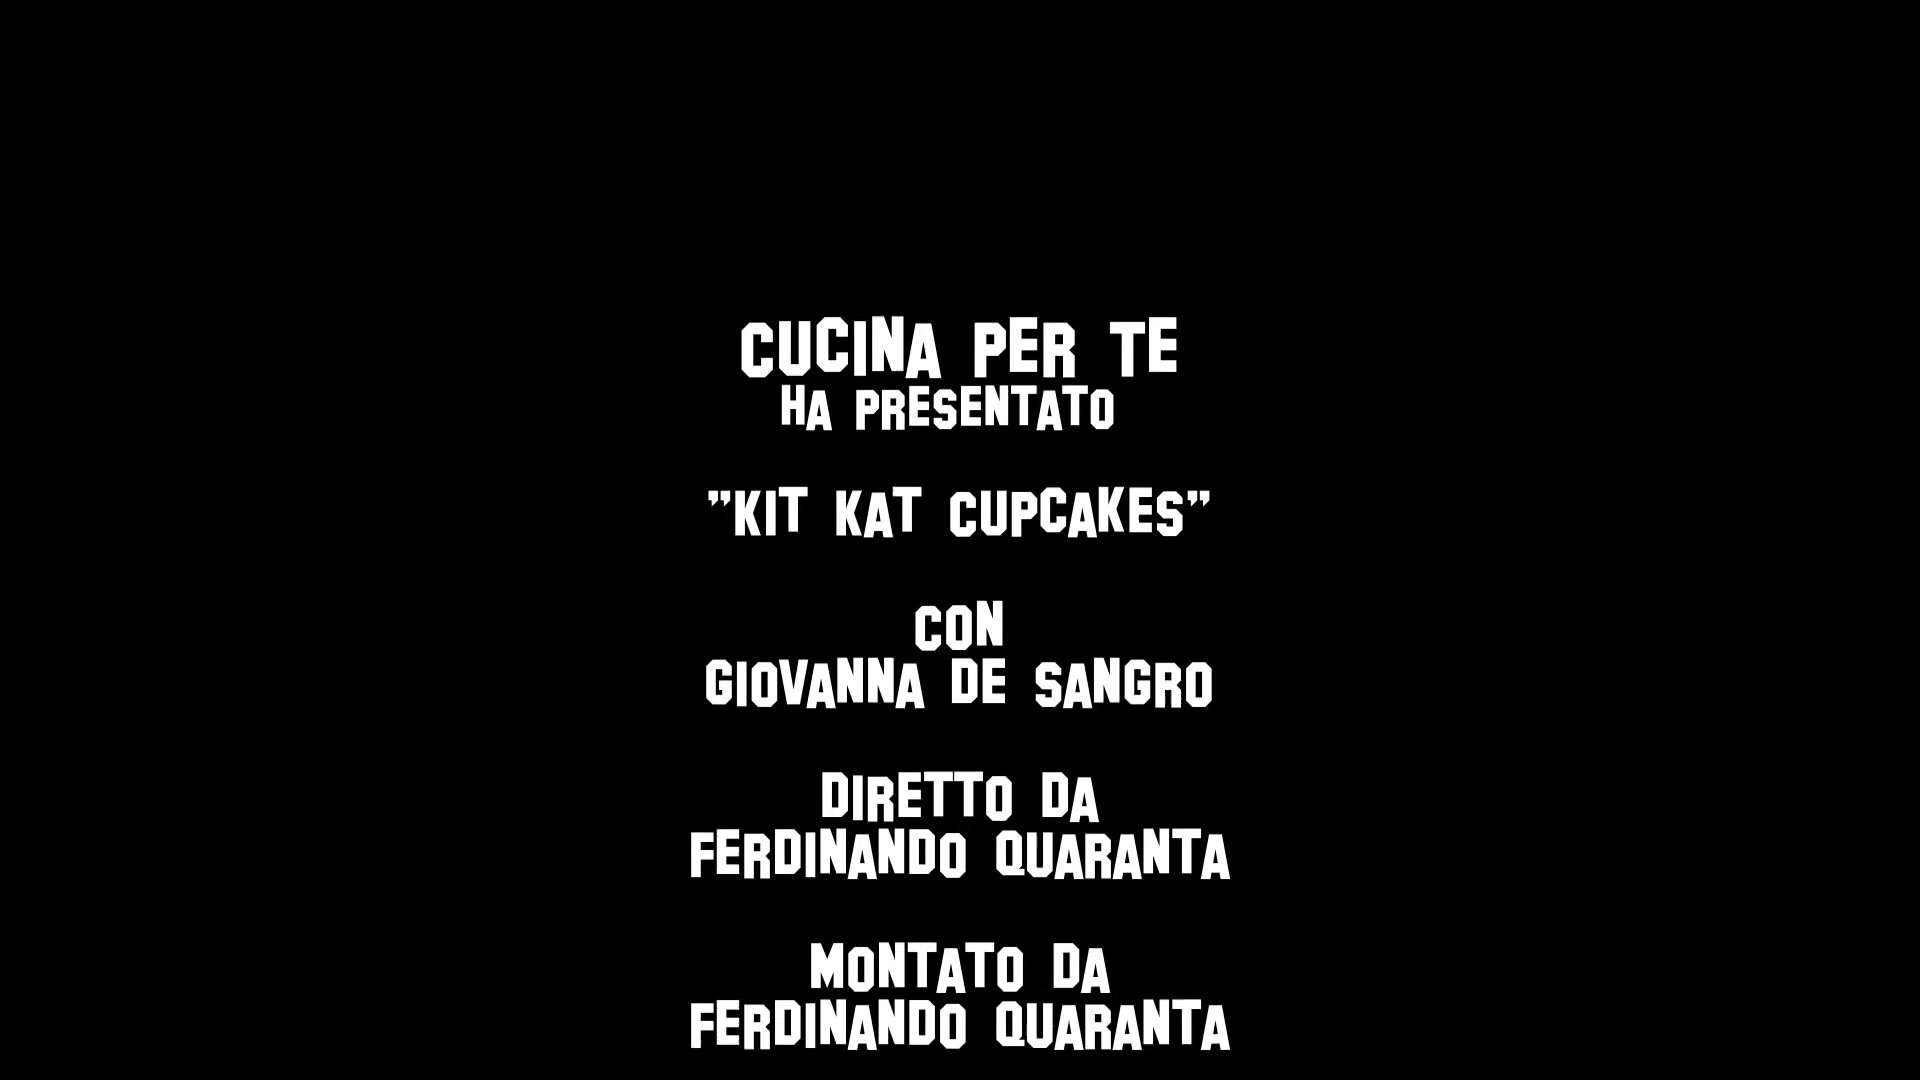 CUCINA PER TE
HA PRESENTATO
"KIT KAT CUPCAKES"
CON
GIOVANNA DE SANGRO
DIRETTO DA
FERDINANDO QUARANTA
MONTATO DA
FERDINANDO QUARANTA